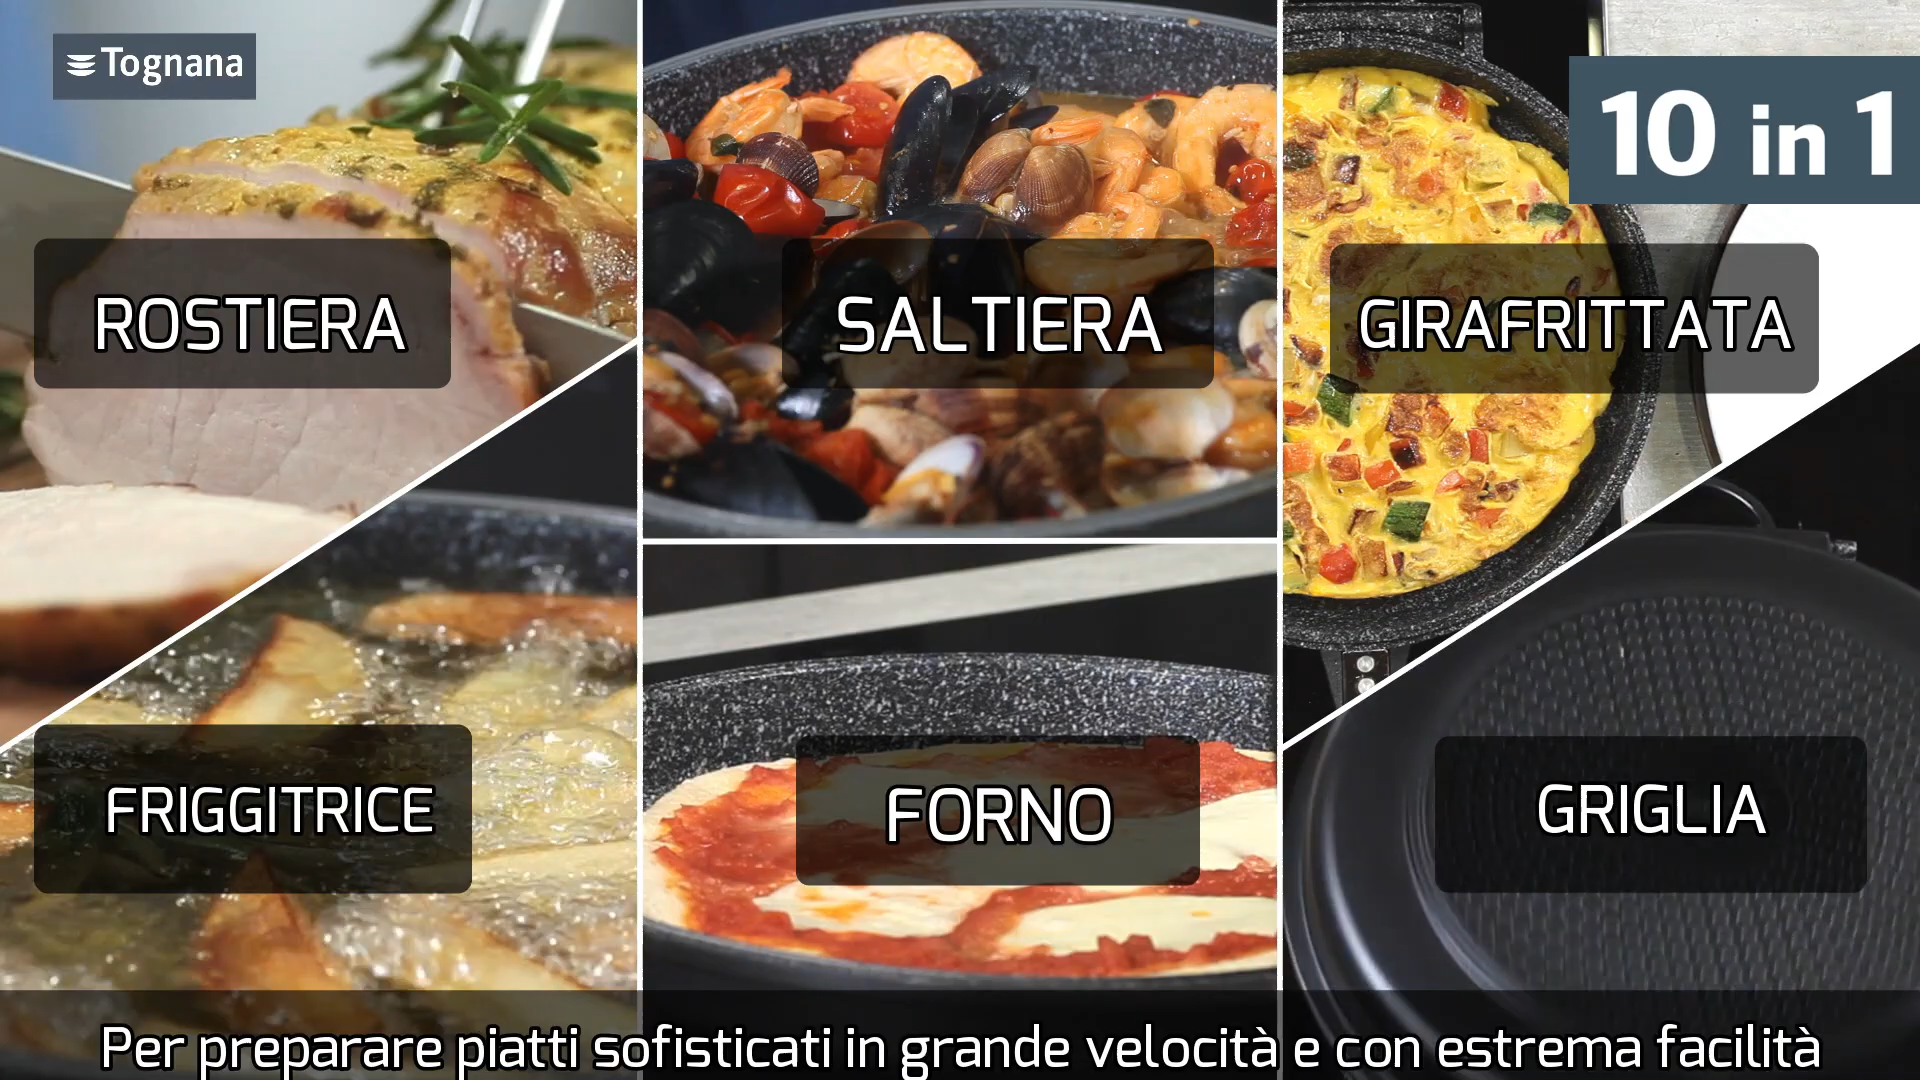 Tognana
10 in 1
ROSTIERA
SALTIERA
GIRAFRITTATA
FRIGGITRICE
FORNO
GRIGLIA
Per preparare piatti sofisticati in grande velocità e con estrema facilità